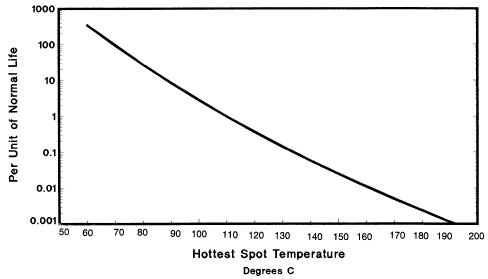 Per Unit of Normal Life
1000
100
10
1
0.1
0.01
0.001
50 60 70 80 90 100 110 120 130 140 150 160 170 180 190 200
Hottest Spot Temperature
Degrees C